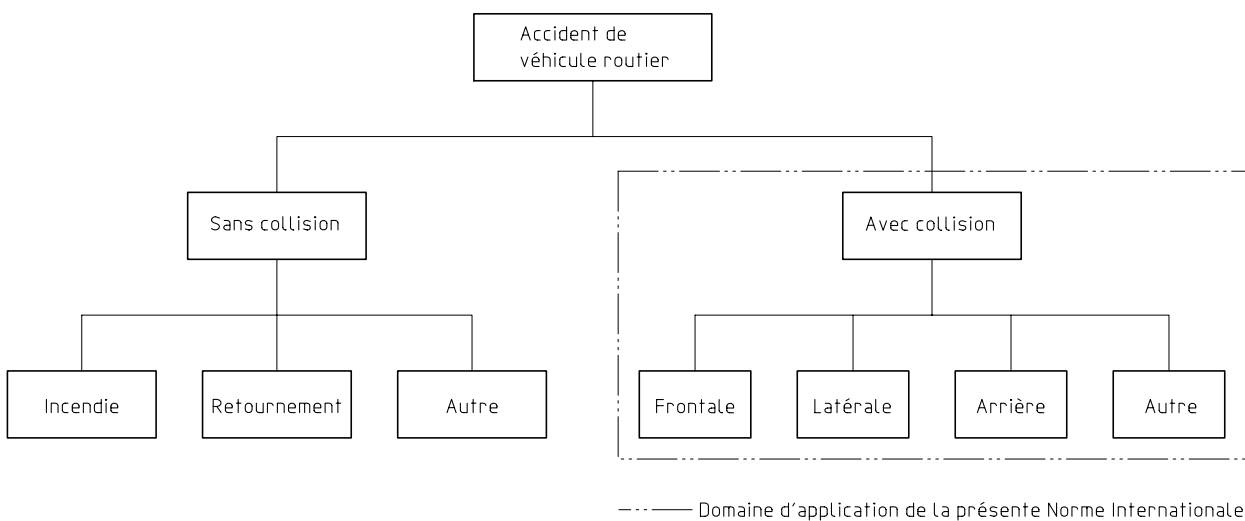 Accident de
véhicule routier
Sans collision
Avec collision
Incendie
Retournement
Autre
Frontale
Latérale
Arrière
Autre
Domaine d'application de la présente Norme Internationale